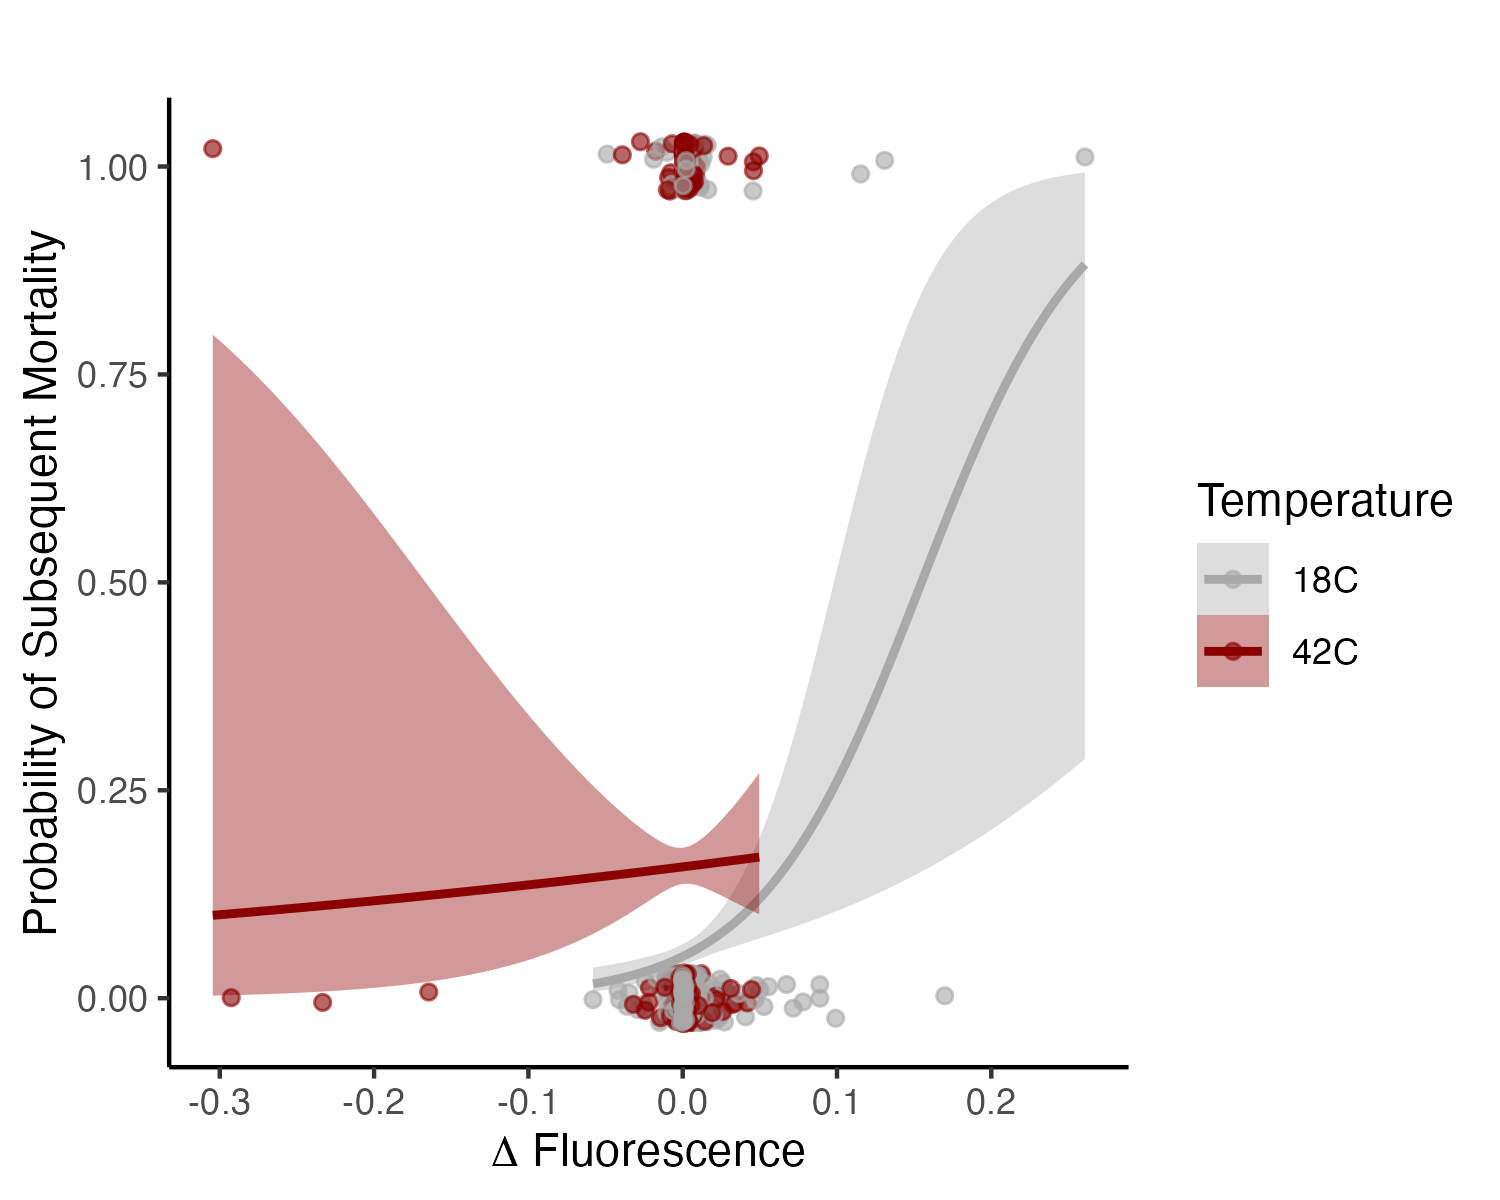 Probability of Subsequent Mortality
1.00
0.75
0.50
0.25
0.00
-0.3
-0.2
-0.1
0.0
0.1
0.2
Δ Fluorescence
Temperature
18C
42C